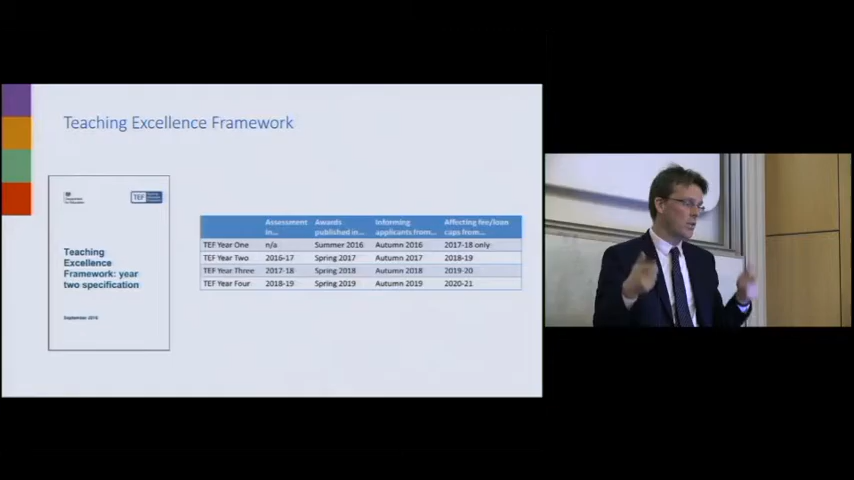 Teaching Excellence Framework
TEF
Teaching
Excellence
Framework: year
two specification
September 2016
Assessment in... Awards published in... Informing applicants from... Affecting fee/loan caps from...
TEF Year One n/a Summer 2016 Autumn 2016 2017-18 only
TEF Year Two 2016-17 Spring 2017 Autumn 2017 2018-19
TEF Year Three 2017-18 Spring 2018 Autumn 2018 2019-20
TEF Year Four 2018-19 Spring 2019 Autumn 2019 2020-21